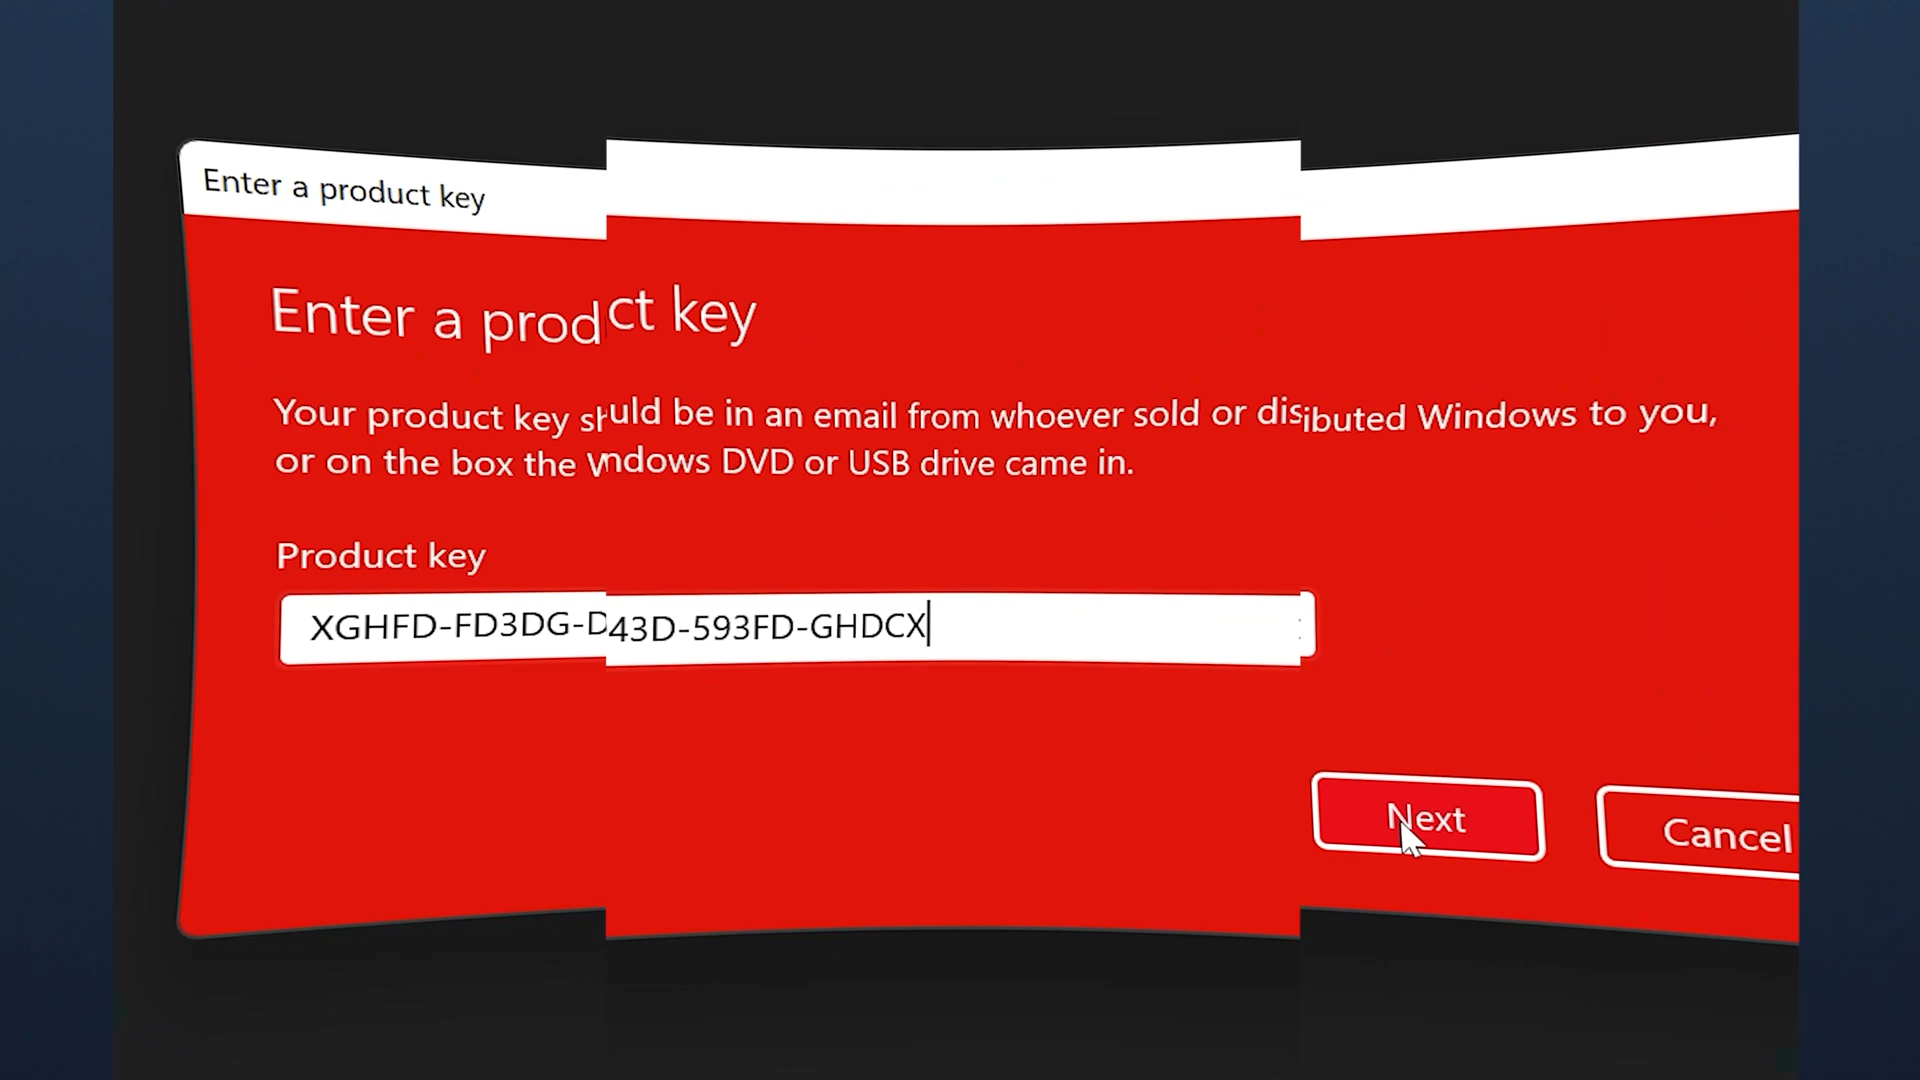 Enter a product key
Enter a prodct key
Your product key should be in an email from whoever sold or disibuted Windows to you,
or on the box the Wndows DVD or USB drive came in.
Product key
XGHFD-FD3DG-D43D-593FD-GHDCX
Next
Cancel